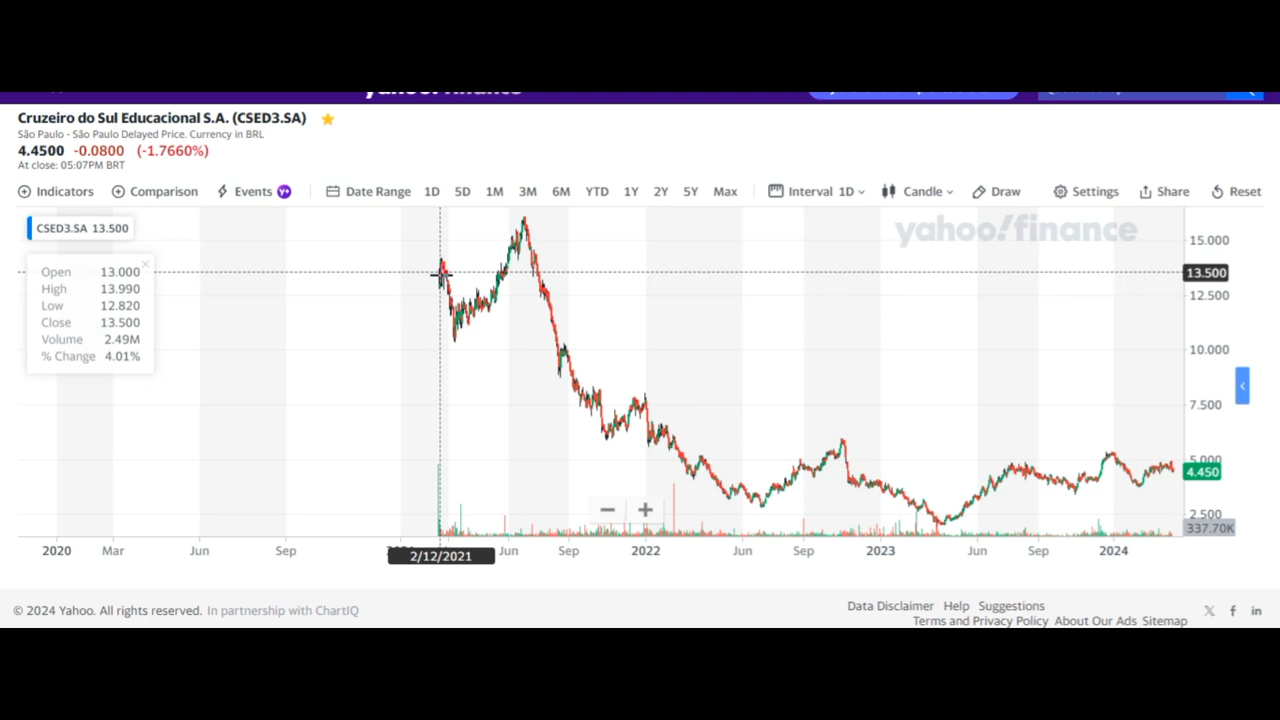 yahoo! finance
Cruzeiro do Sul Educacional S.A. (CSED3.SA)
São Paulo - São Paulo Delayed Price. Currency in BRL
4.4500 -0.0800 (-1.7660%)
At close: 05:07PM BRT
Indicators Comparison Events Y+ Date Range 1D 5D 1M 3M 6M YTD 1Y 2Y 5Y Max Interval 1D Candle Draw Settings Share Reset
CSED3.SA 13.500
yahoo!finance
Open 13.000
High 13.990
Low 12.820
Close 13.500
Volume 2.49M
% Change 4.01%
15.000
13.500
12.500
10.000
7.500
5.000
4.450
2.500
337.70K
2020 Mar Jun Sep Jun Sep 2022 Jun Sep 2023 Jun Sep 2024
2/12/2021
© 2024 Yahoo. All rights reserved. In partnership with ChartIQ
Data Disclaimer Help Suggestions
Terms and Privacy Policy About Our Ads Sitemap